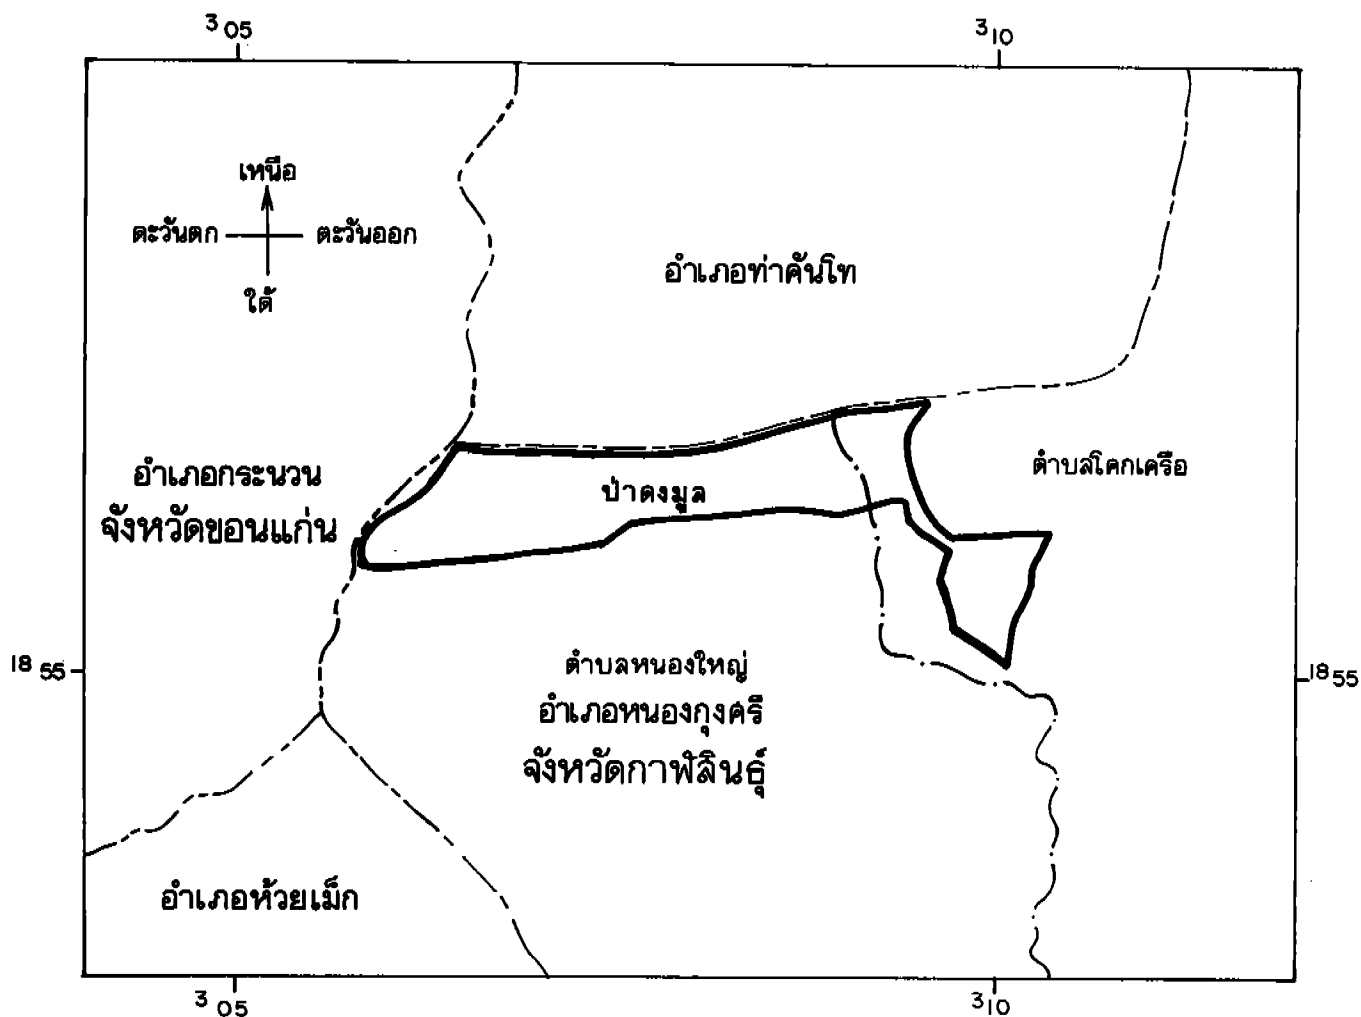 3 05
3 10
เหนือ
ตะวันตก
ตะวันออก
ใต้
อำเภอท่าคันโท
อำเภอกระนวน
จังหวัดขอนแก่น
ป่าดงมูล
ตำบลโคกเครือ
18 55
18 55
ตำบลหนองใหญ่
อำเภอหนองกุงศรี
จังหวัดกาฬสินธุ์
อำเภอห้วยเม็ก
3 05
3 10